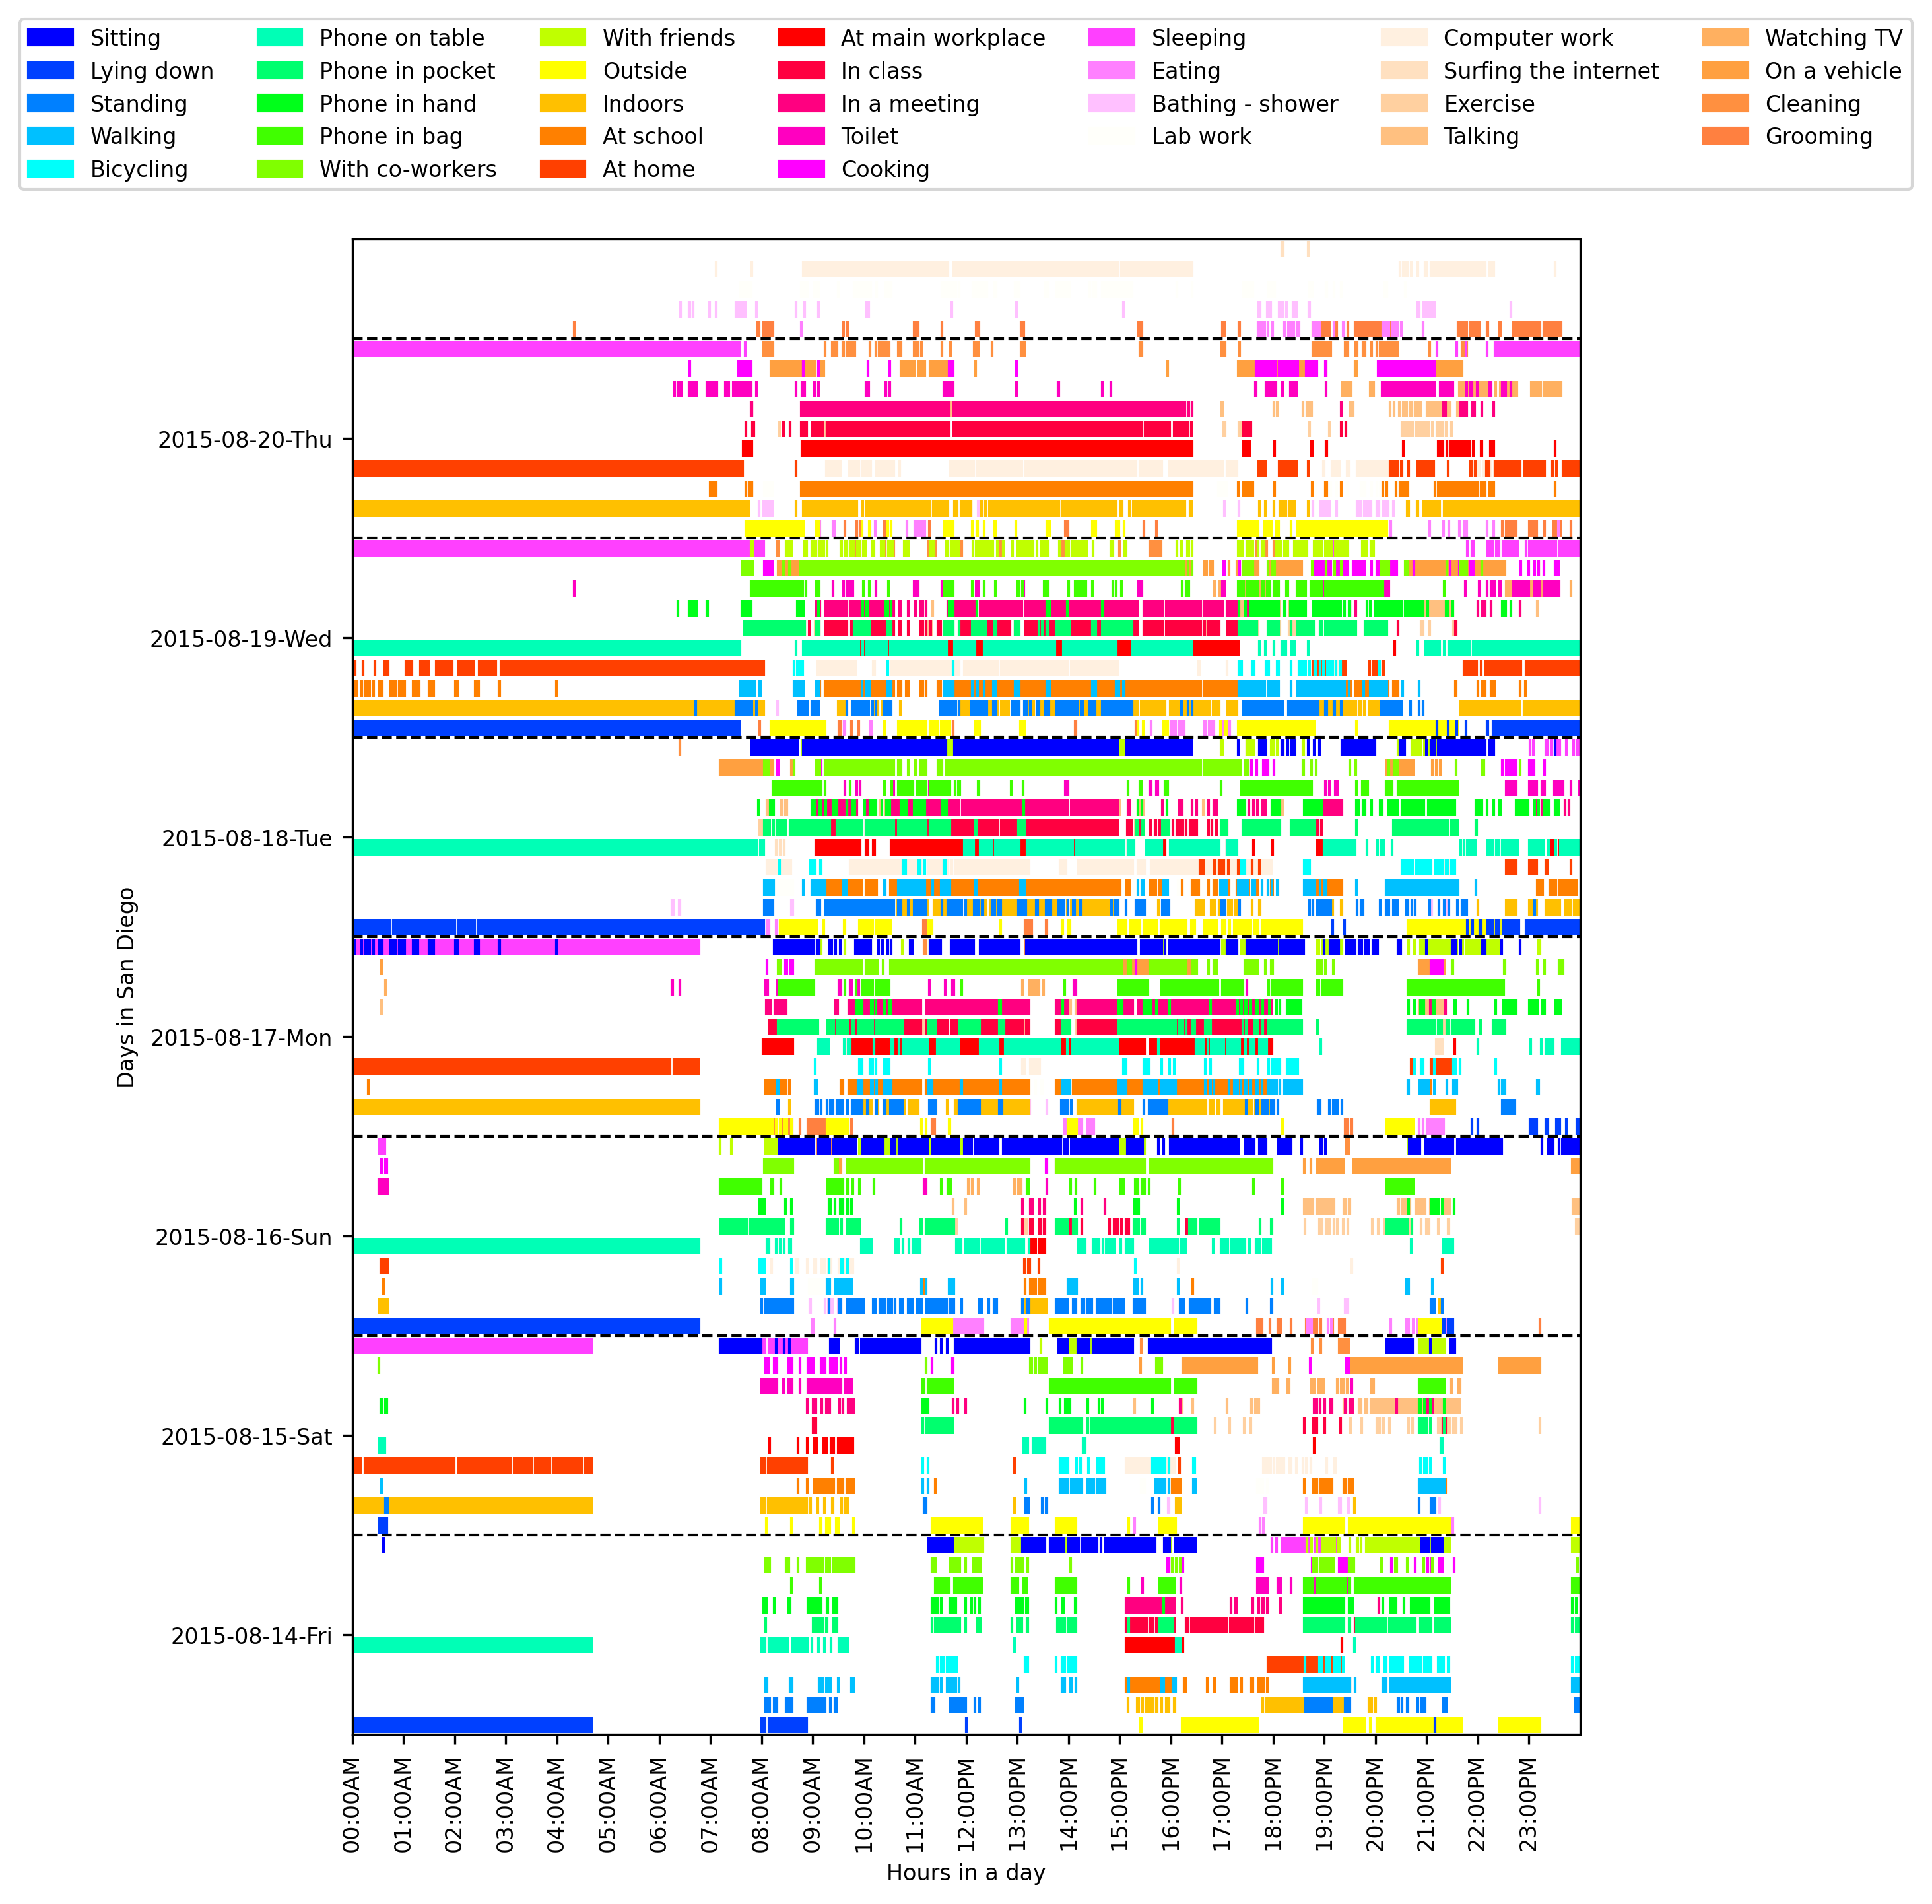 Sitting
Lying down
Standing
Walking
Bicycling
Phone on table
Phone in pocket
Phone in hand
Phone in bag
With co-workers
With friends
Outside
Indoors
At school
At home
At main workplace
In class
In a meeting
Toilet
Cooking
Sleeping
Eating
Bathing - shower
Lab work
Computer work
Surfing the internet
Exercise
Talking
Watching TV
On a vehicle
Cleaning
Grooming
Days in San Diego
2015-08-20-Thu
2015-08-19-Wed
2015-08-18-Tue
2015-08-17-Mon
2015-08-16-Sun
2015-08-15-Sat
2015-08-14-Fri
00:00AM
01:00AM
02:00AM
03:00AM
04:00AM
05:00AM
06:00AM
07:00AM
08:00AM
09:00AM
10:00AM
11:00AM
12:00PM
13:00PM
14:00PM
15:00PM
16:00PM
17:00PM
18:00PM
19:00PM
20:00PM
21:00PM
22:00PM
23:00PM
Hours in a day